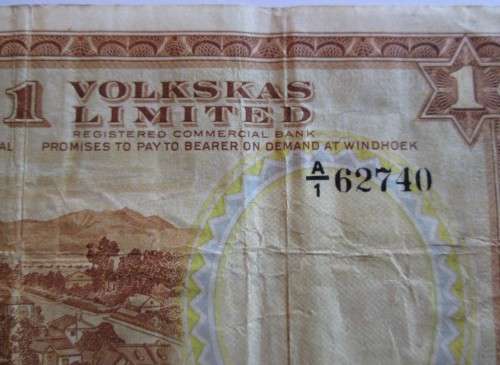 1 VOLKSKAS 1
LIMITED
REGISTERED COMMERCIAL BANK
PROMISES TO PAY TO BEARER ON DEMAND AT WINDHOEK
A/1 62740